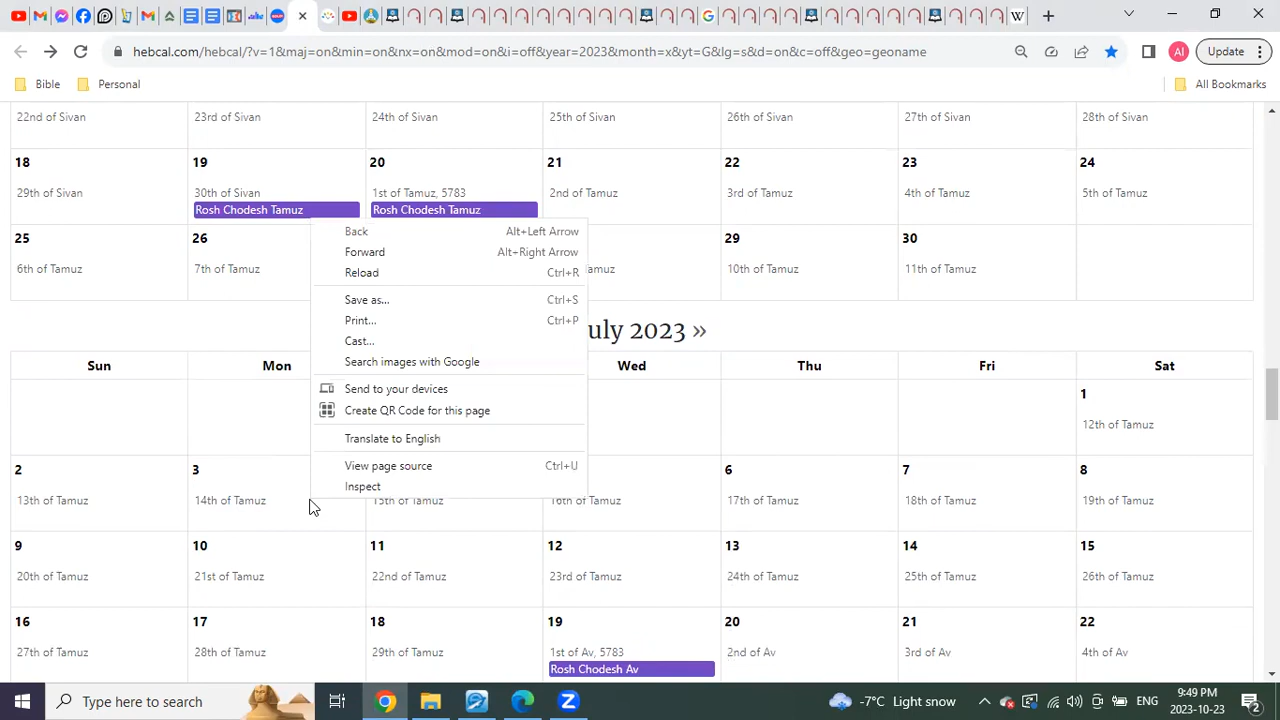 hebcal.com/hebcal/?v=1&maj=on&min=on&nx=on&mod=on&i=off&year=2023&month=x&yt=G&lg=s&d=on&c=off&geo=geoname
AI
Update
Bible
Personal
All Bookmarks
22nd of Sivan
23rd of Sivan
24th of Sivan
25th of Sivan
26th of Sivan
27th of Sivan
28th of Sivan
18
19
20
21
22
23
24
29th of Sivan
30th of Sivan
1st of Tamuz, 5783
2nd of Tamuz
3rd of Tamuz
4th of Tamuz
5th of Tamuz
Rosh Chodesh Tamuz
Rosh Chodesh Tamuz
25
26
29
30
6th of Tamuz
7th of Tamuz
amuz
10th of Tamuz
11th of Tamuz
Back Alt+Left Arrow
Forward Alt+Right Arrow
Reload Ctrl+R
Save as... Ctrl+S
Print... Ctrl+P
Cast...
Search images with Google
Send to your devices
Create QR Code for this page
Translate to English
View page source Ctrl+U
Inspect
uly 2023 »
Sun
Mon
Wed
Thu
Fri
Sat
1
12th of Tamuz
2
3
6
7
8
13th of Tamuz
14th of Tamuz
15th of Tamuz
16th of Tamuz
17th of Tamuz
18th of Tamuz
19th of Tamuz
9
10
11
12
13
14
15
20th of Tamuz
21st of Tamuz
22nd of Tamuz
23rd of Tamuz
24th of Tamuz
25th of Tamuz
26th of Tamuz
16
17
18
19
20
21
22
27th of Tamuz
28th of Tamuz
29th of Tamuz
1st of Av, 5783
2nd of Av
3rd of Av
4th of Av
Rosh Chodesh Av
Type here to search
-7°C Light snow
ENG
9:49 PM
2023-10-23
2